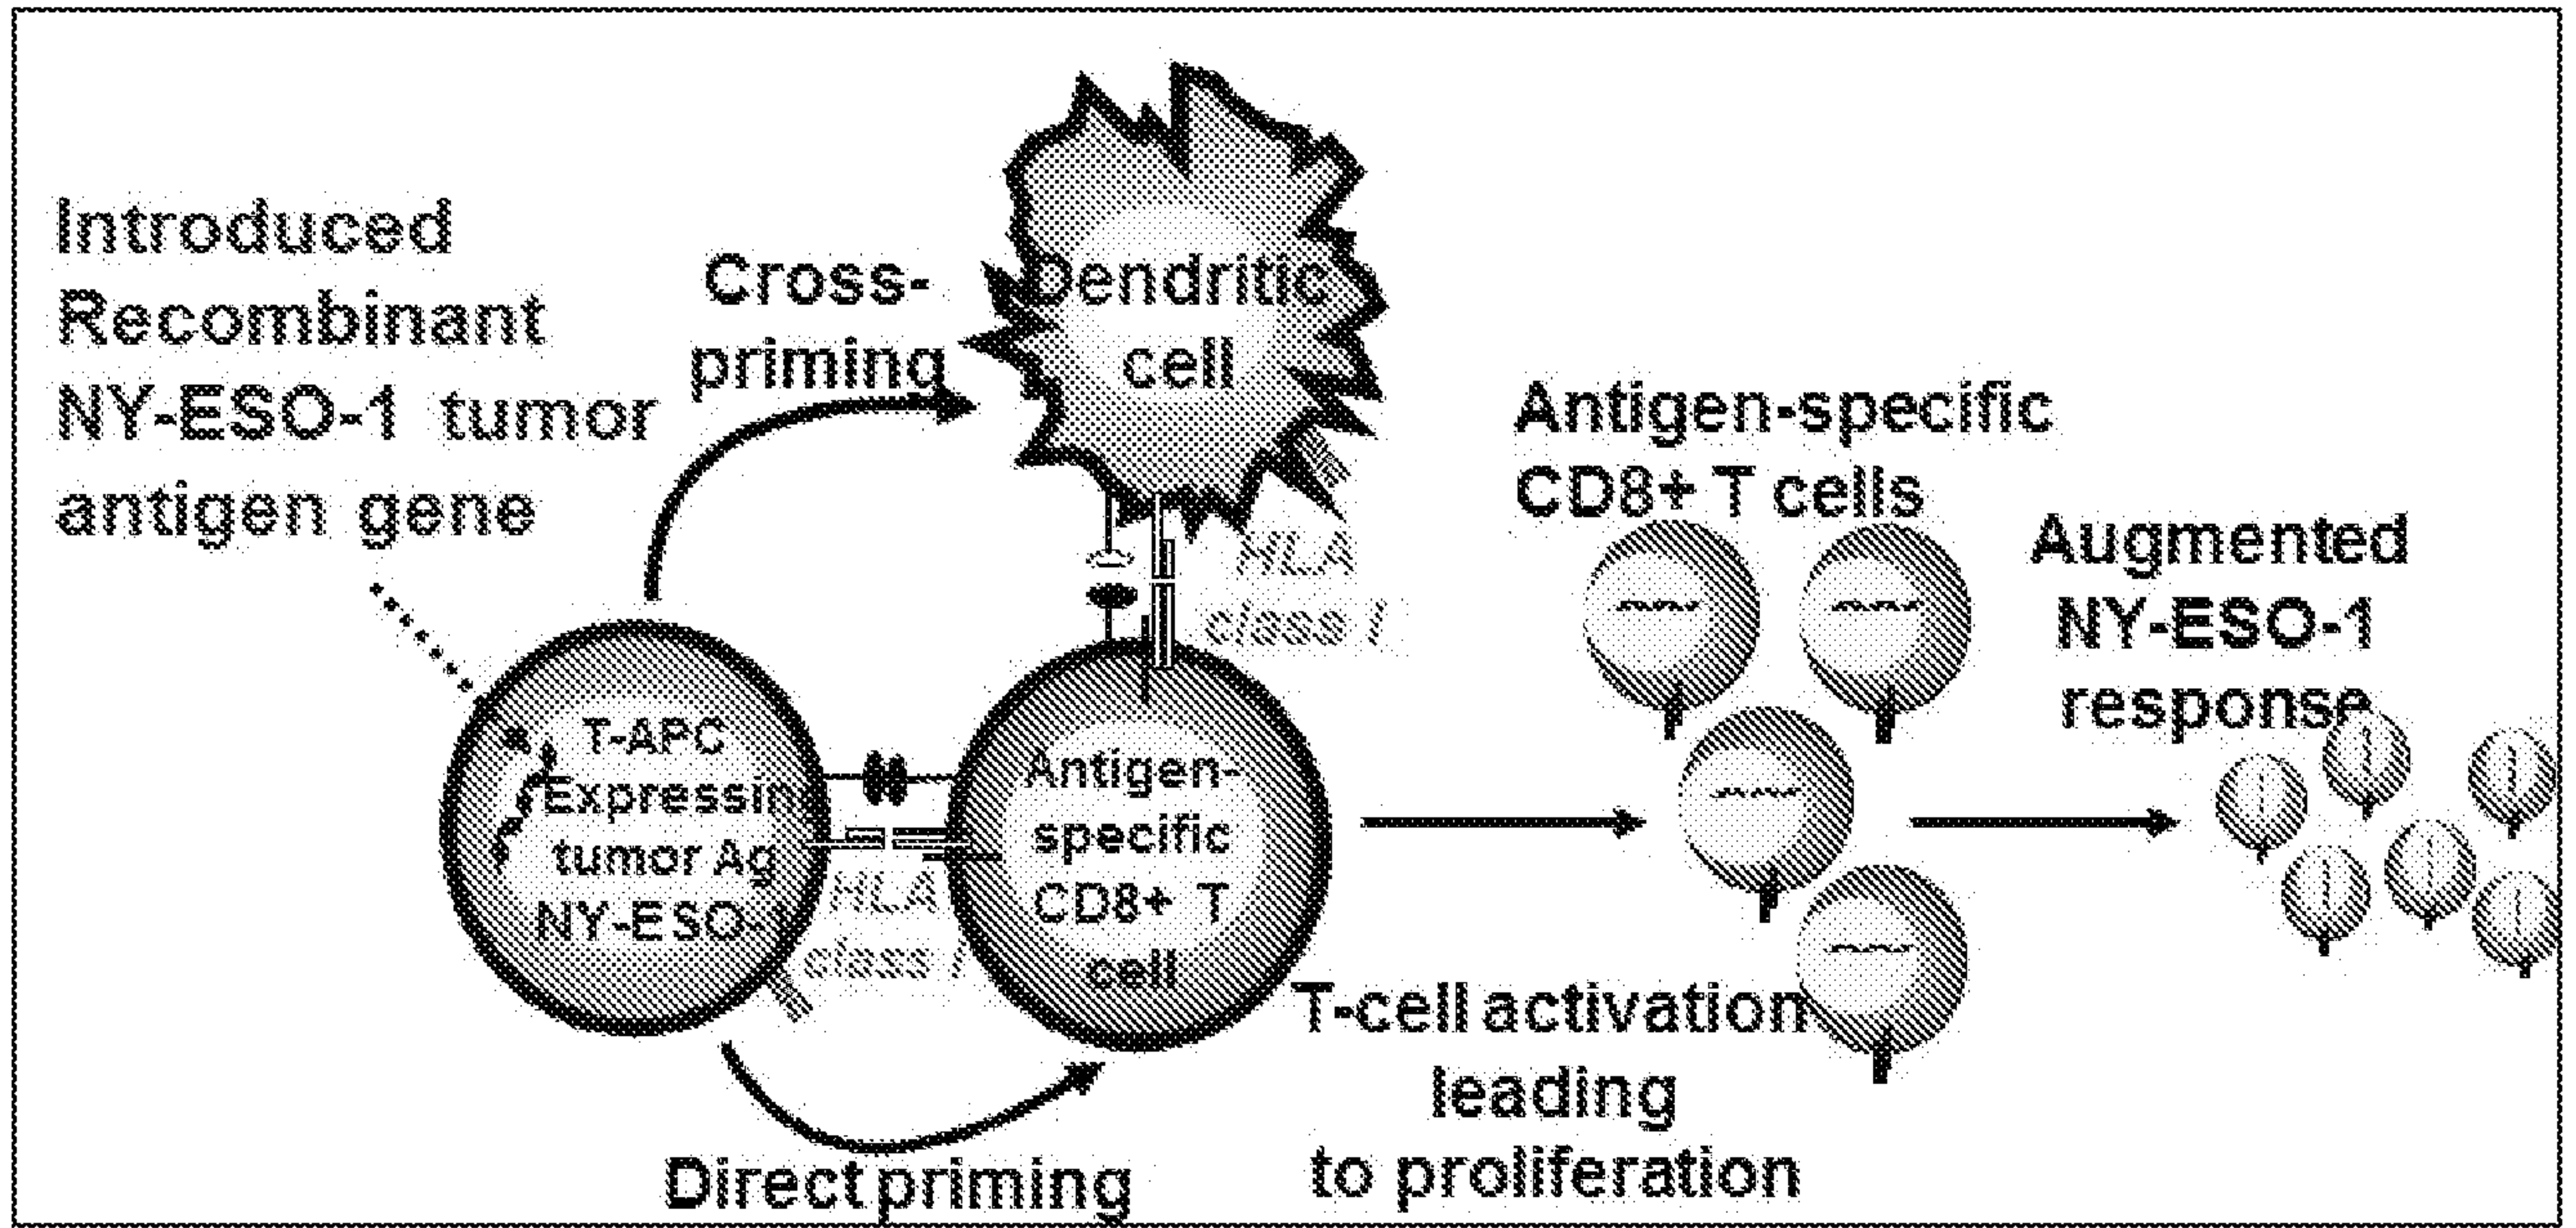 Introduced
Recombinant
NY-ESO-1 tumor
antigen gene
Cross-
priming
Dendritic
cell
HLA
class I
T-APC
Expressin
tumor Ag
NY-ESO-1
HLA
class I
Antigen-
specific
CD8+ T
cell
Direct priming
Antigen-specific
CD8+ T cells
T-cell activation
leading
to proliferation
Augmented
NY-ESO-1
response